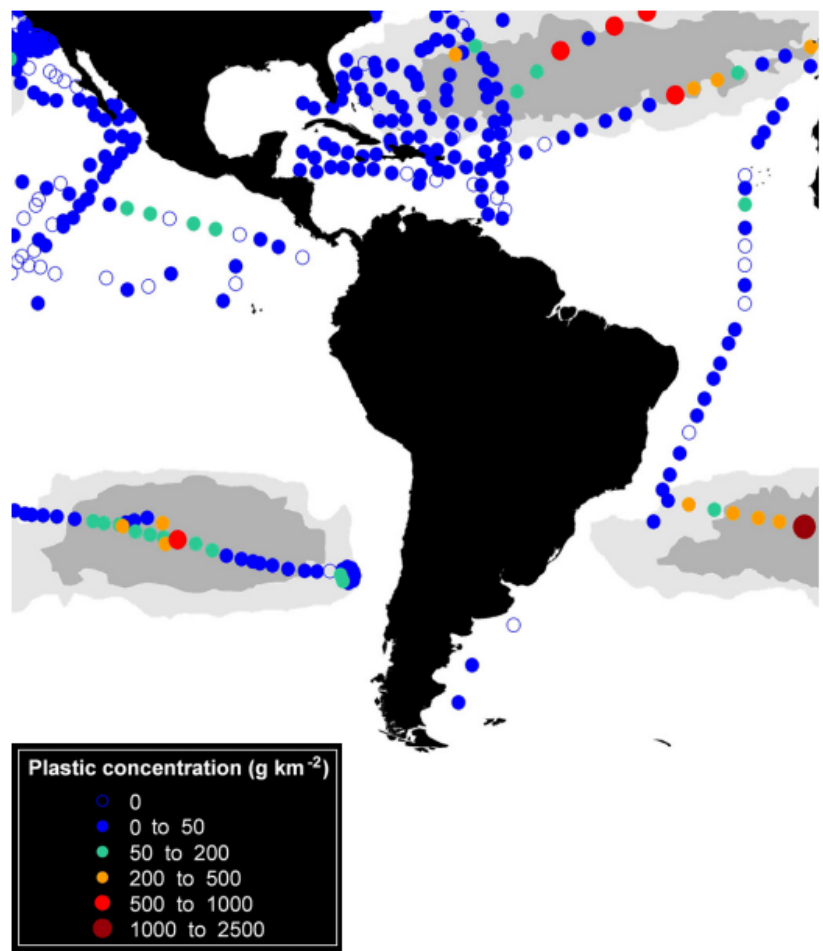 Plastic concentration (g km⁻²)
0
0 to 50
50 to 200
200 to 500
500 to 1000
1000 to 2500